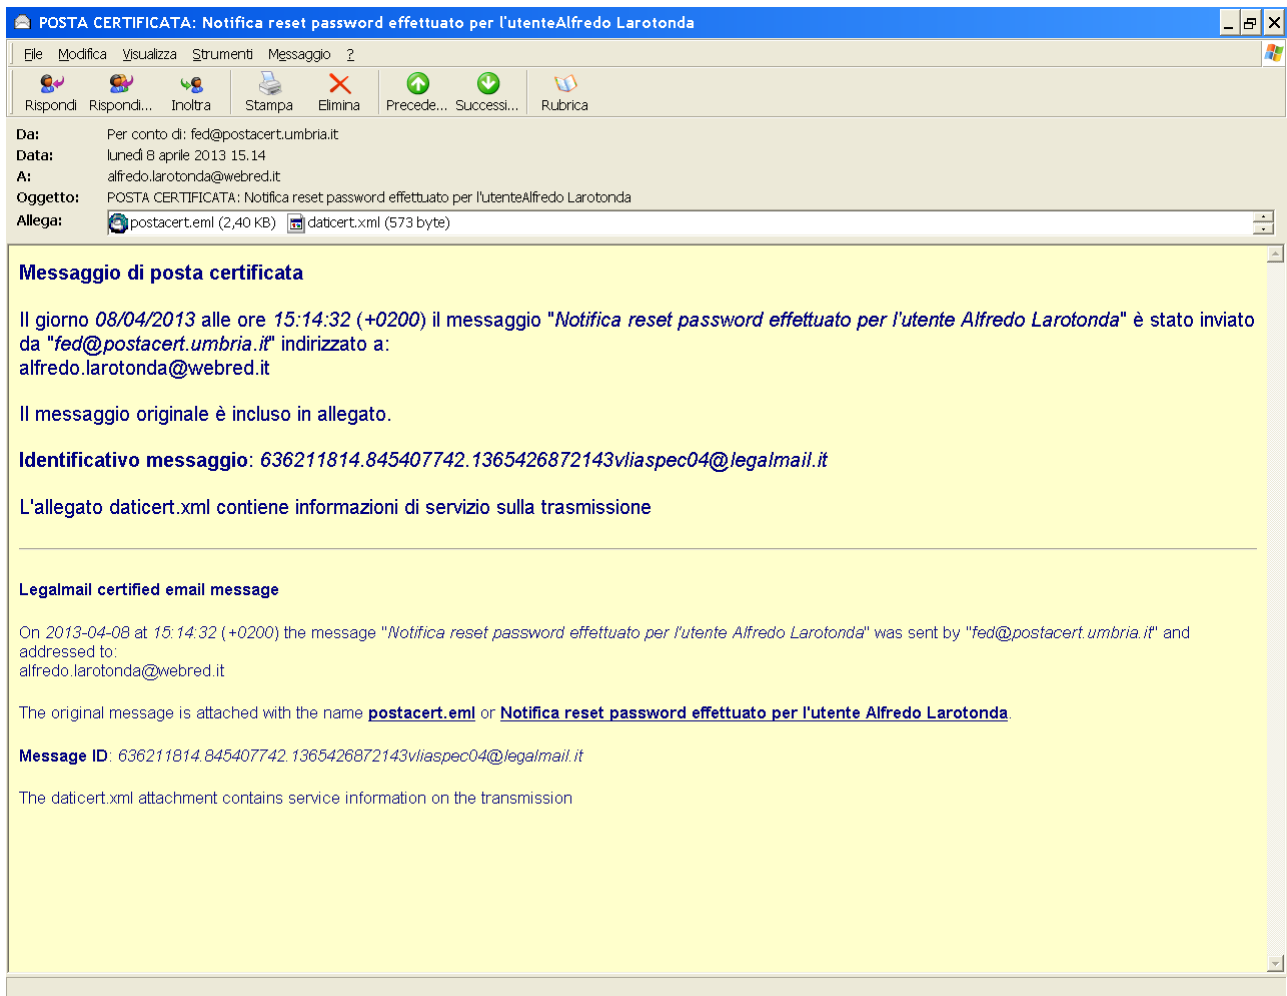 POSTA CERTIFICATA: Notifica reset password effettuato per l'utenteAlfredo Larotonda
File Modifica Visualizza Strumenti Messaggio ?
Rispondi Rispondi... Inoltra Stampa Elimina Precede... Successi... Rubrica
Da: Per conto di: fed@postacert.umbria.it
Data: lunedì 8 aprile 2013 15.14
A: alfredo.larotonda@webred.it
Oggetto: POSTA CERTIFICATA: Notifica reset password effettuato per l'utenteAlfredo Larotonda
Allega: postacert.eml (2,40 KB) daticert.xml (573 byte)
Messaggio di posta certificata
Il giorno 08/04/2013 alle ore 15:14:32 (+0200) il messaggio "Notifica reset password effettuato per l'utente Alfredo Larotonda" è stato inviato
da "fed@postacert.umbria.it" indirizzato a:
alfredo.larotonda@webred.it
Il messaggio originale è incluso in allegato.
Identificativo messaggio: 636211814.845407742.1365426872143vliaspec04@legalmail.it
L'allegato daticert.xml contiene informazioni di servizio sulla trasmissione
Legalmail certified email message
On 2013-04-08 at 15:14:32 (+0200) the message "Notifica reset password effettuato per l'utente Alfredo Larotonda" was sent by "fed@postacert.umbria.it" and
addressed to:
alfredo.larotonda@webred.it
The original message is attached with the name postacert.eml or Notifica reset password effettuato per l'utente Alfredo Larotonda.
Message ID: 636211814.845407742.1365426872143vliaspec04@legalmail.it
The daticert.xml attachment contains service information on the transmission